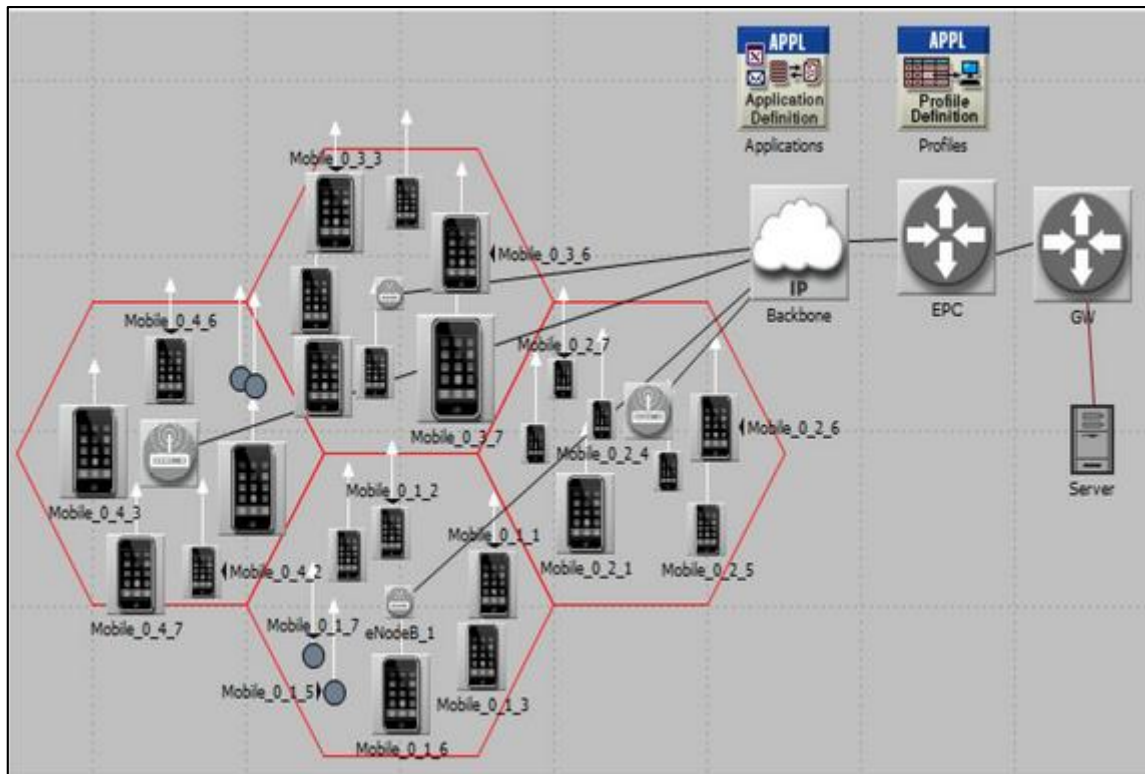 APPL
Application
Definition
Applications
APPL
Profile
Definition
Profiles
Mobile_0_3_3
Mobile_0_3_6
IP
Backbone
EPC
GW
Mobile_0_4_6
Mobile_0_2_7
Mobile_0_3_7
Mobile_0_2_6
Mobile_0_2_4
Server
Mobile_0_4_3
Mobile_0_1_2
Mobile_0_1_1
Mobile_0_2_1
Mobile_0_2_5
Mobile_0_4_2
Mobile_0_4_7
Mobile_0_1_7
eNodeB_1
Mobile_0_1_5
Mobile_0_1_3
Mobile_0_1_6